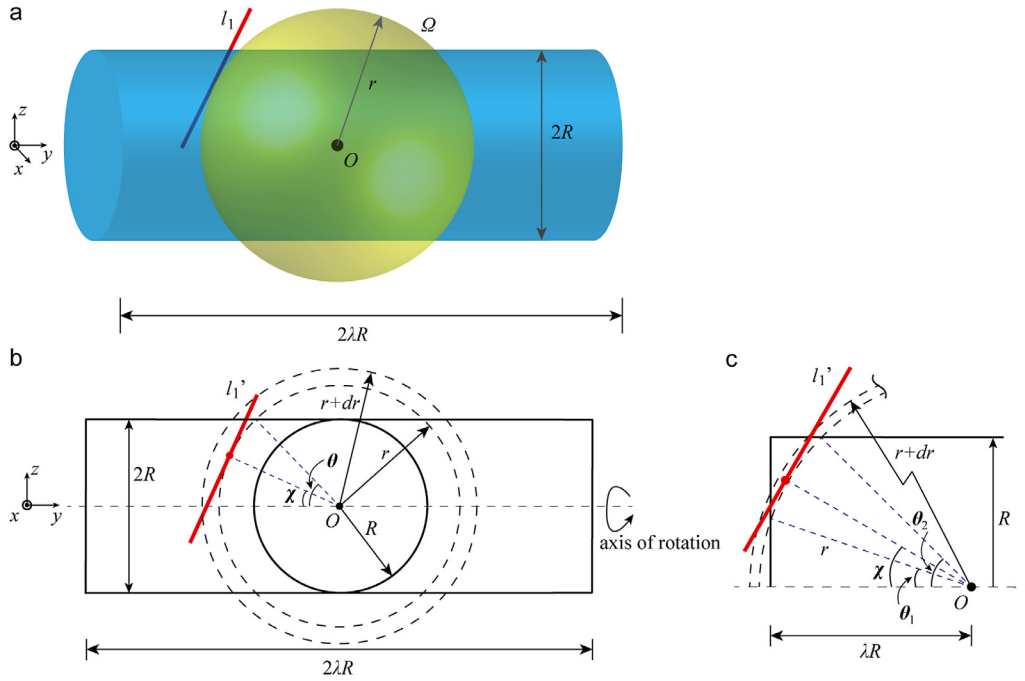 a
l₁
Ω
r
O
2R
z
y
x
2λR
b
c
l₁'
r+dr
r
θ
χ
2R
O
R
z
x
y
axis of rotation
2λR
l₁'
r+dr
R
θ₂
r
χ
θ₁
O
λR